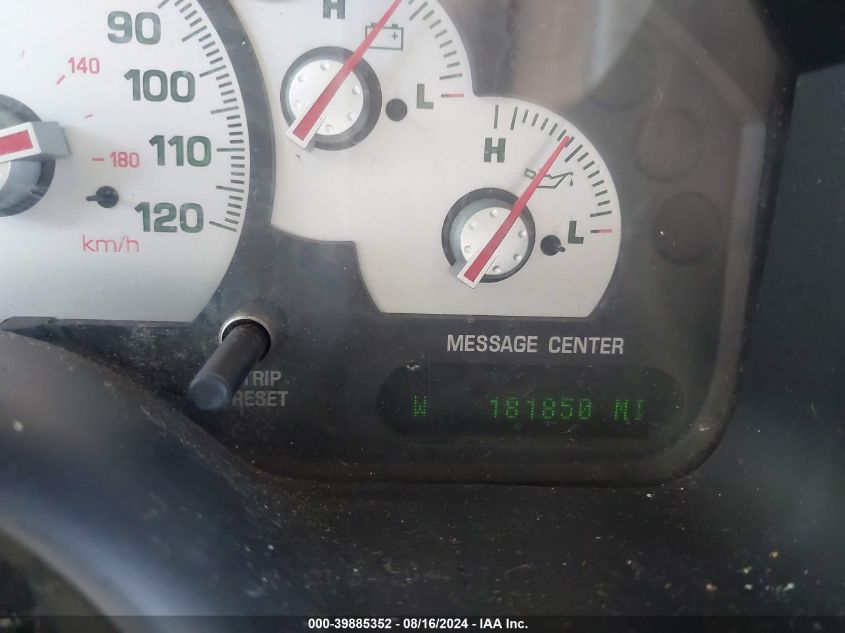 90
100
110
120
140
180
km/h
H
L
H
L
TRIP
RESET
MESSAGE CENTER
W 181850 MI
000-39885352 - 08/16/2024 - IAA Inc.